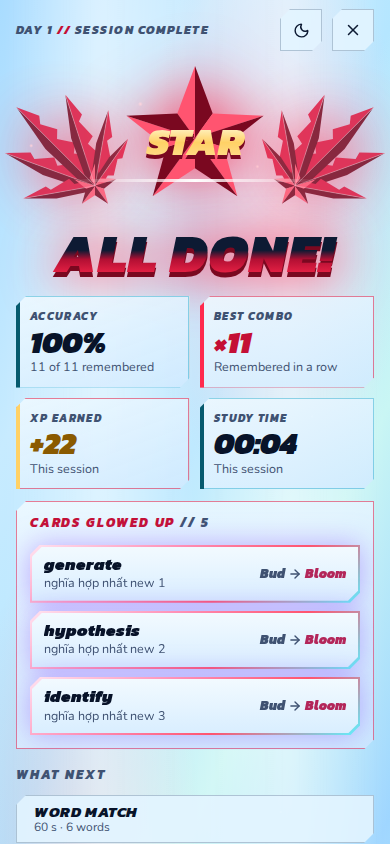 DAY 1 // SESSION COMPLETE
STAR
ALL DONE!
ACCURACY
100%
11 of 11 remembered
BEST COMBO
×11
Remembered in a row
XP EARNED
+22
This session
STUDY TIME
00:04
This session
CARDS GLOWED UP // 5
generate
nghĩa hợp nhất new 1
Bud → Bloom
hypothesis
nghĩa hợp nhất new 2
Bud → Bloom
identify
nghĩa hợp nhất new 3
Bud → Bloom
WHAT NEXT
WORD MATCH
60 s · 6 words